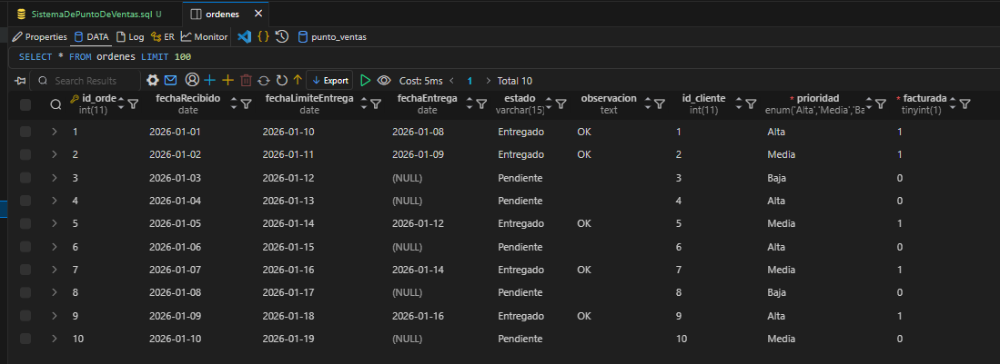 SistemaDePuntoDeVentas.sql U ordenes
Properties DATA Log ER Monitor {} punto_ventas
SELECT * FROM ordenes LIMIT 100
Search Results Export Cost: 5ms 1 Total 10
id_orde fechaRecibido fechaLimiteEntrega fechaEntrega estado observacion id_cliente * prioridad * facturada
int(11) date date date varchar(15) text int(11) enum('Alta','Media','Ba tinyint(1)
1 2026-01-01 2026-01-10 2026-01-08 Entregado OK 1 Alta 1
2 2026-01-02 2026-01-11 2026-01-09 Entregado OK 2 Media 1
3 2026-01-03 2026-01-12 (NULL) Pendiente 3 Baja 0
4 2026-01-04 2026-01-13 (NULL) Pendiente 4 Alta 0
5 2026-01-05 2026-01-14 2026-01-12 Entregado OK 5 Media 1
6 2026-01-06 2026-01-15 (NULL) Pendiente 6 Alta 0
7 2026-01-07 2026-01-16 2026-01-14 Entregado OK 7 Media 1
8 2026-01-08 2026-01-17 (NULL) Pendiente 8 Baja 0
9 2026-01-09 2026-01-18 2026-01-16 Entregado OK 9 Alta 1
10 2026-01-10 2026-01-19 (NULL) Pendiente 10 Media 0